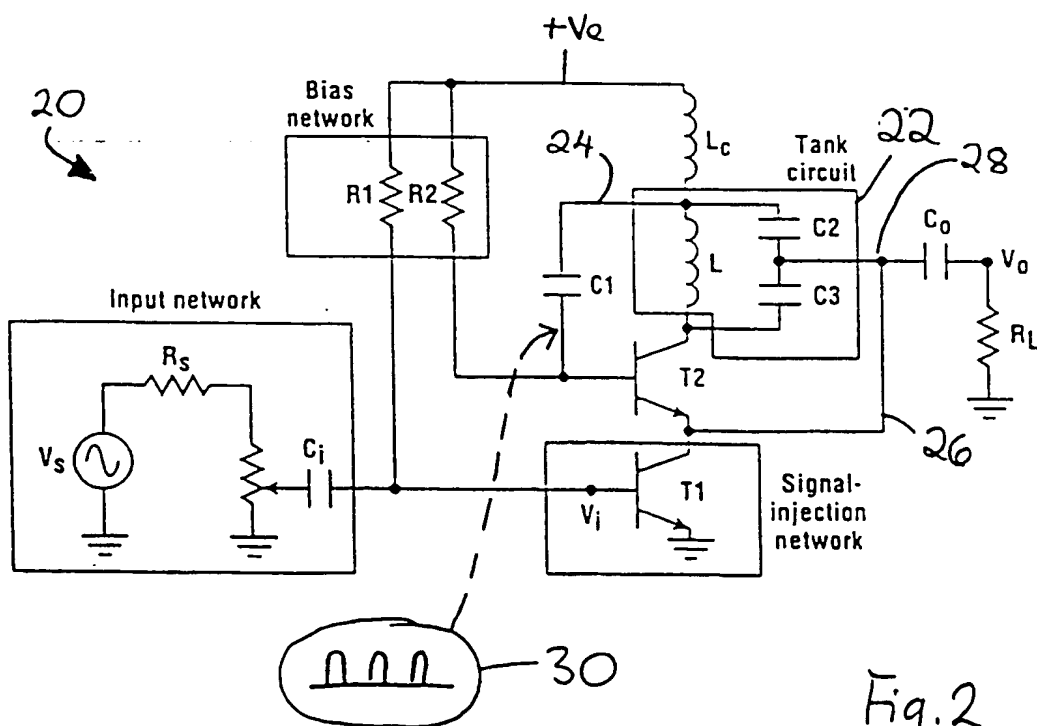 +Ve
20
Bias
network
R1
R2
24
Lc
Tank
circuit
22
28
C2
Co
Vo
L
C1
C3
RL
Input network
Rs
T2
Vs
Ci
26
Vi
T1
Signal-
injection
network
30
Fig. 2